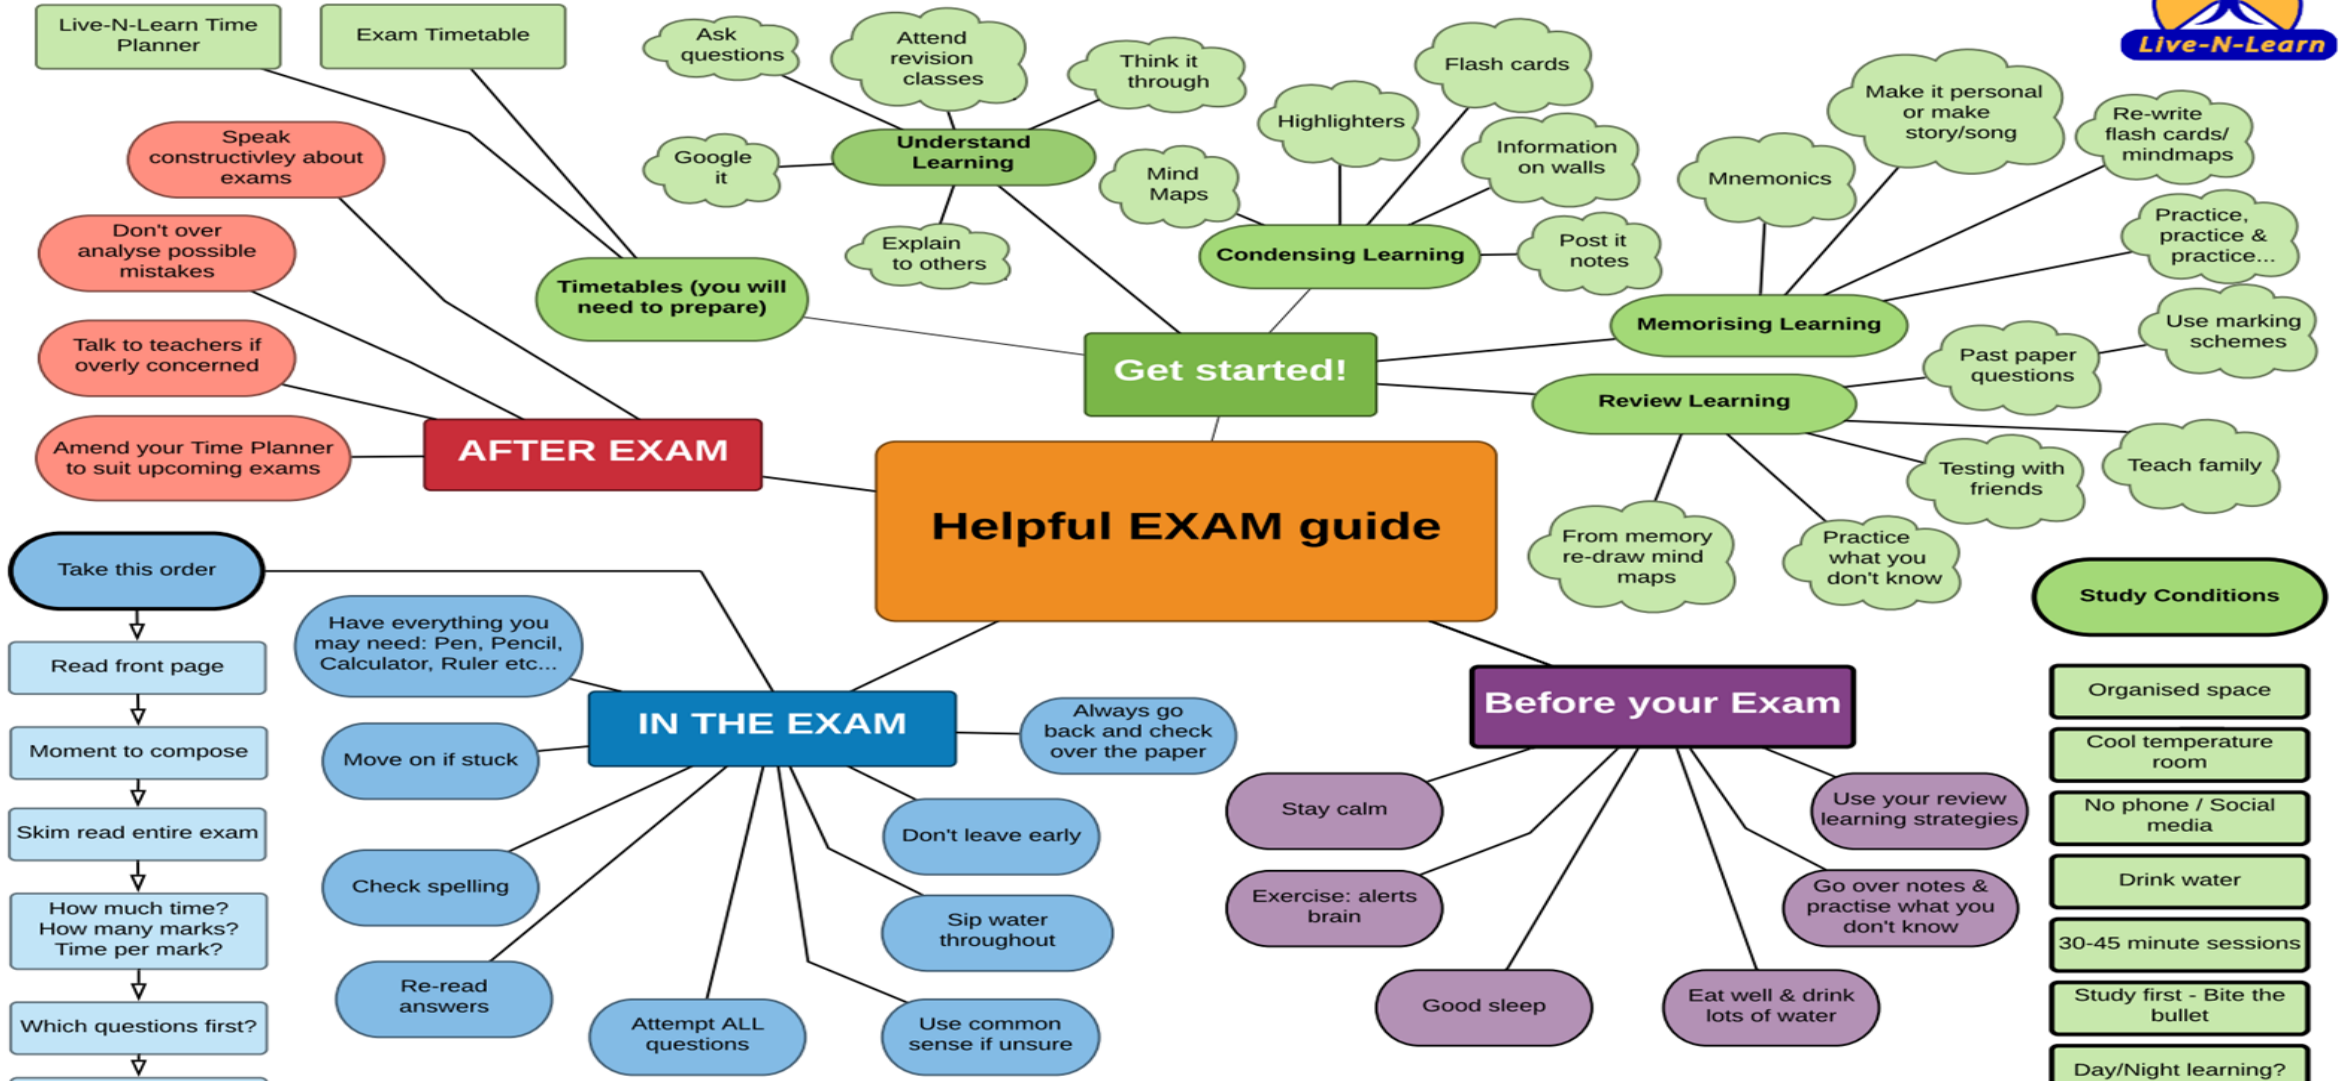 Live-N-Learn Time
Planner
Exam Timetable
Ask
questions
Attend
revision
classes
Think it
through
Google
it
Understand
Learning
Explain
to others
Flash cards
Highlighters
Information
on walls
Mind
Maps
Post it
notes
Condensing Learning
Live-N-Learn
Make it personal
or make
story/song
Re-write
flash cards/
mindmaps
Mnemonics
Practice,
practice &
practice...
Memorising Learning
Use marking
schemes
Past paper
questions
Review Learning
Testing with
friends
Teach family
From memory
re-draw mind
maps
Practice
what you
don't know
Timetables (you will
need to prepare)
Get started!
Speak
constructivley about
exams
Don't over
analyse possible
mistakes
Talk to teachers if
overly concerned
Amend your Time Planner
to suit upcoming exams
AFTER EXAM
Helpful EXAM guide
Take this order
Read front page
Moment to compose
Skim read entire exam
How much time?
How many marks?
Time per mark?
Which questions first?
Have everything you
may need: Pen, Pencil,
Calculator, Ruler etc...
IN THE EXAM
Move on if stuck
Always go
back and check
over the paper
Check spelling
Don't leave early
Re-read
answers
Sip water
throughout
Attempt ALL
questions
Use common
sense if unsure
Before your Exam
Stay calm
Use your review
learning strategies
Exercise: alerts
brain
Go over notes &
practise what you
don't know
Good sleep
Eat well & drink
lots of water
Study Conditions
Organised space
Cool temperature
room
No phone / Social
media
Drink water
30-45 minute sessions
Study first - Bite the
bullet
Day/Night learning?